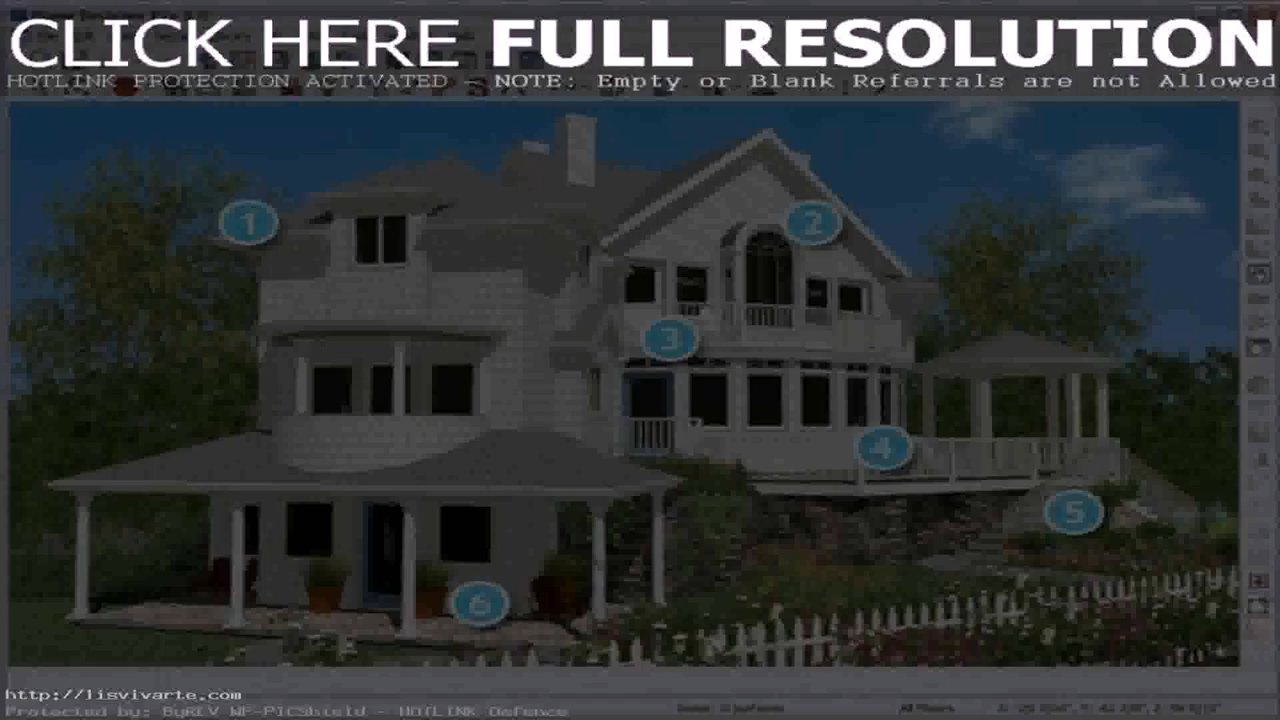 CLICK HERE FULL RESOLUTION
HOTLINK PROTECTION ACTIVATED - NOTE: Empty or Blank Referrals are not Allowed
1
2
3
4
5
6
http://lisvivarte.com
Protected by: ByREV WP-PICShield - HOTLINK Defence